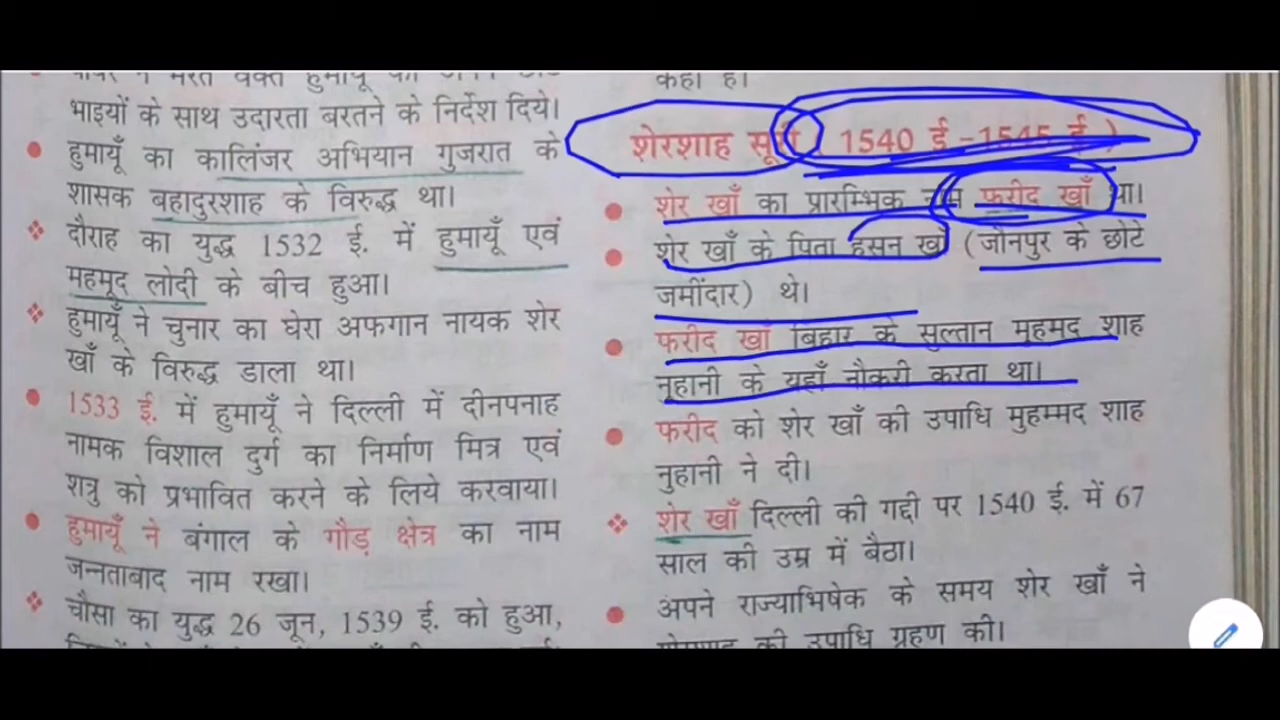 भाइयों के साथ उदारता बरतने के निर्देश दिये।
हुमायूँ का कालिंजर अभियान गुजरात के
शासक बहादुरशाह के विरुद्ध था।
दौराह का युद्ध 1532 ई. में हुमायूँ एवं
महमूद लोदी के बीच हुआ।
हुमायूँ ने चुनार का घेरा अफगान नायक शेर
खाँ के विरुद्ध डाला था।
1533 ई. में हुमायूँ ने दिल्ली में दीनपनाह
नामक विशाल दुर्ग का निर्माण मित्र एवं
शत्रु को प्रभावित करने के लिये करवाया।
हुमायूँ ने बंगाल के गौड़ क्षेत्र का नाम
जन्नताबाद नाम रखा।
चौसा का युद्ध 26 जून, 1539 ई. को हुआ,
कहा है।
शेरशाह सूरी ( 1540 ई -1545 ई )
शेर खाँ का प्रारम्भिक नाम फरीद खाँ था।
शेर खाँ के पिता हसन खाँ (जौनपुर के छोटे
जमींदार) थे।
फरीद खाँ बिहार के सुल्तान मुहमद शाह
नुहानी के यहाँ नौकरी करता था।
फरीद को शेर खाँ की उपाधि मुहम्मद शाह
नुहानी ने दी।
शेर खाँ दिल्ली की गद्दी पर 1540 ई. में 67
साल की उम्र में बैठा।
अपने राज्याभिषेक के समय शेर खाँ ने
की उपाधि ग्रहण की।